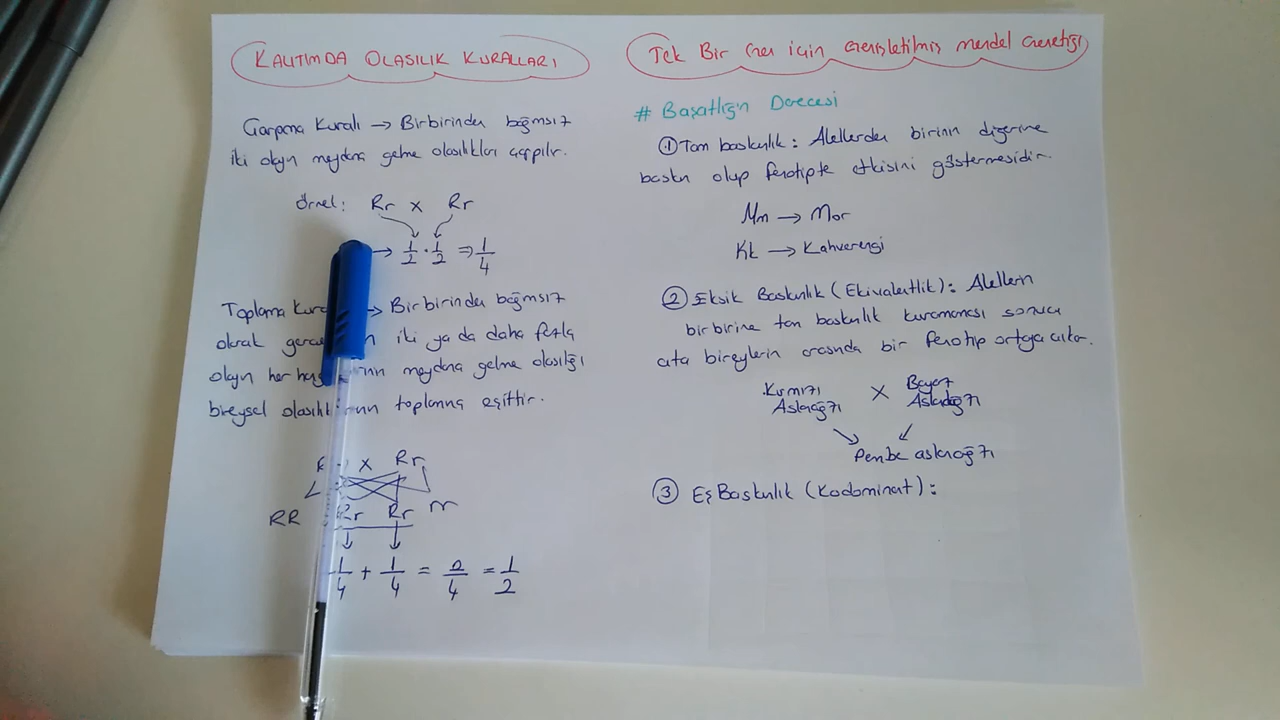 KALITIMDA OLASILIK KURALLARI
Çarpma Kuralı → Birbirinden bağımsız
iki olayın meydana gelme olasılıkları çarpılır.
Örnek: Rr x Rr
→ 1/2 · 1/2 ⇒ 1/4
Toplama → Birbirinden bağımsız
olarak iki ya da daha fazla
olayın meydana gelme olasılığı
bireysel toplamına eşittir.
x Rr
RR Rr Rr rr
1/4 + 1/4 = 2/4 = 1/2
Tek Bir Gen için Genişletilmiş Mendel Genetiği
# Başatlığın Derecesi
① Tam baskınlık: Alellerden birinin diğerine
baskın olup fenotipte etkisini göstermesidir.
Mm → Mor
Kk → Kahverengi
② Eksik Baskınlık (Ekivalentlik): Alellerin
birbirine tam baskınlık kuramaması sonucu
ata bireylerin arasında bir fenotip ortaya çıkar.
Kırmızı Aslanağzı X Beyaz Aslanağzı
Pembe aslanağzı
③ Eş Baskınlık (Kodominant):